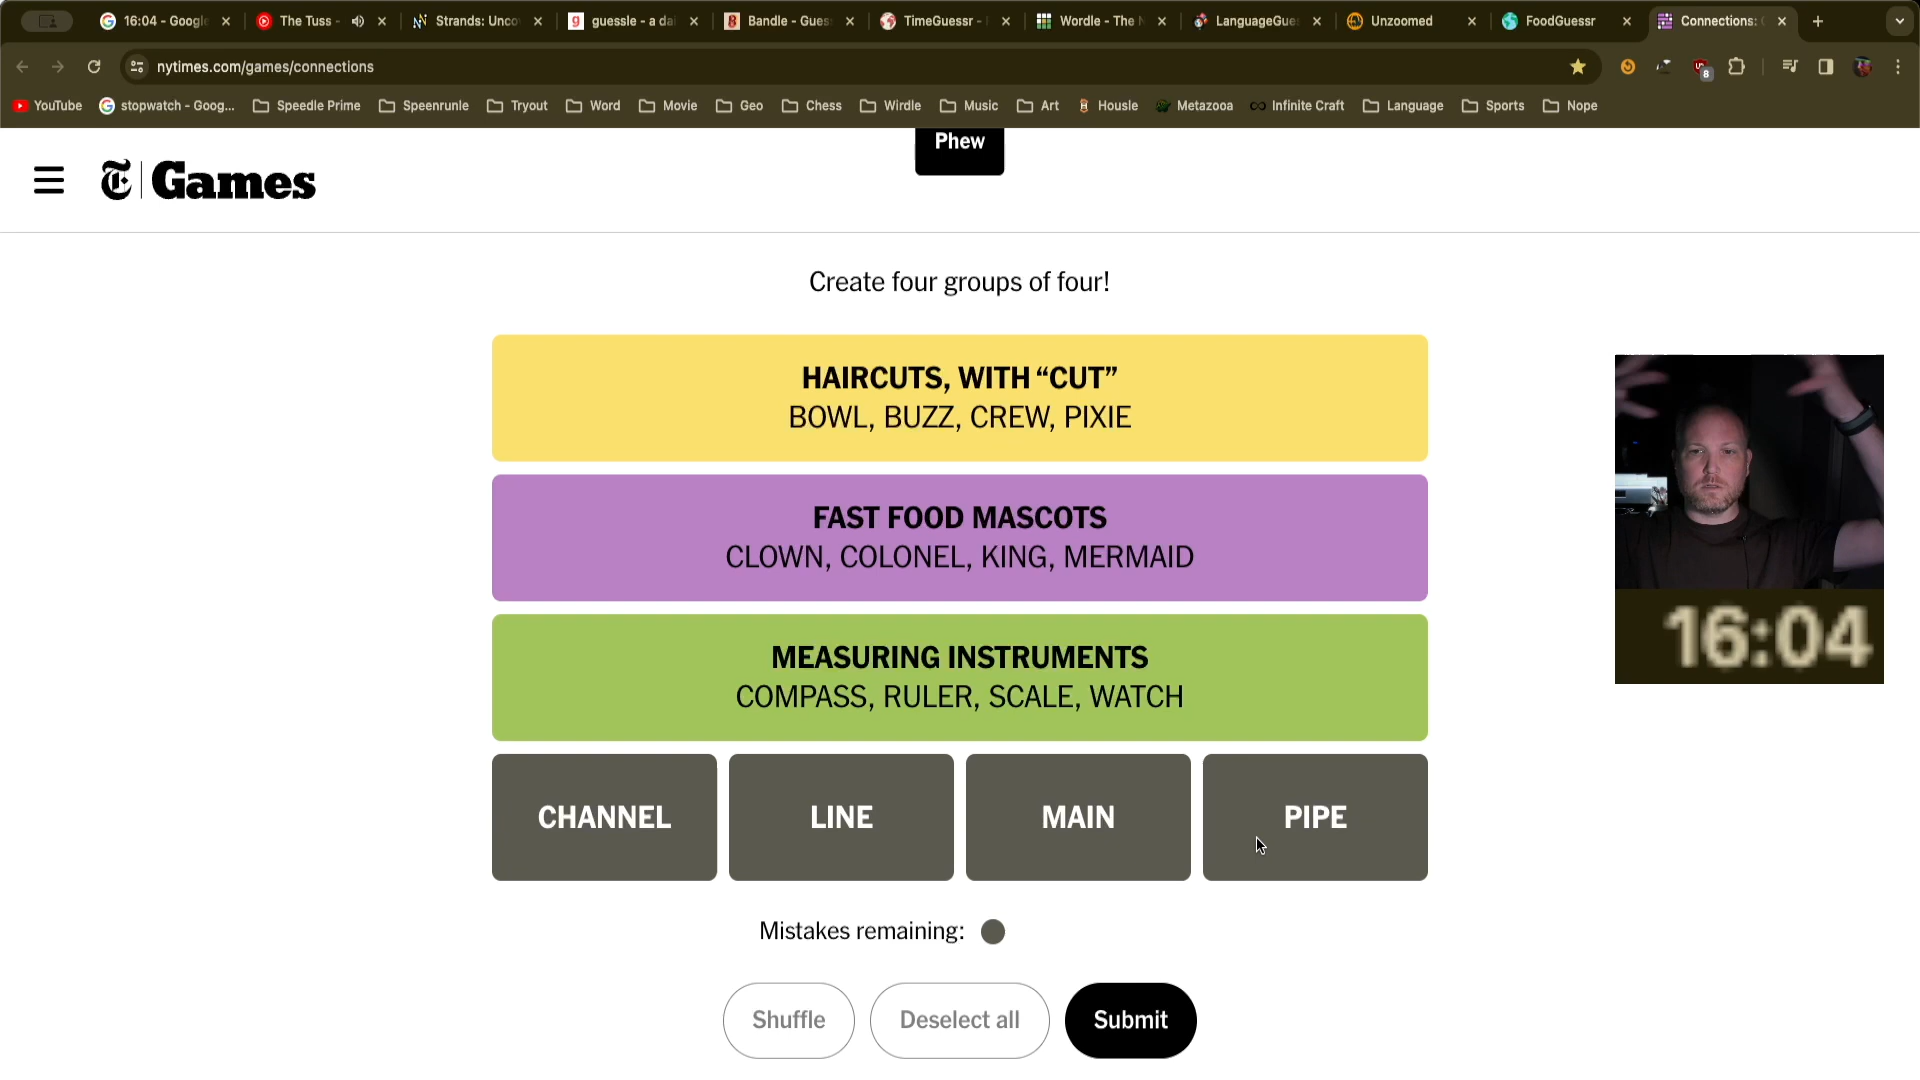 16:04 - Google
The Tuss -
Strands: Unco
guessle - a dai
Bandle - Gues
TimeGuessr -
Wordle - The N
LanguageGue
Unzoomed
FoodGuessr
Connections:
nytimes.com/games/connections
8
YouTube
stopwatch - Goog...
Speedle Prime
Speenrunle
Tryout
Word
Movie
Geo
Chess
Wirdle
Music
Art
Housle
Metazooa
Infinite Craft
Language
Sports
Nope
Phew
Games
Create four groups of four!
HAIRCUTS, WITH “CUT”
BOWL, BUZZ, CREW, PIXIE
FAST FOOD MASCOTS
CLOWN, COLONEL, KING, MERMAID
MEASURING INSTRUMENTS
COMPASS, RULER, SCALE, WATCH
16:04
CHANNEL
LINE
MAIN
PIPE
Mistakes remaining:
Shuffle
Deselect all
Submit